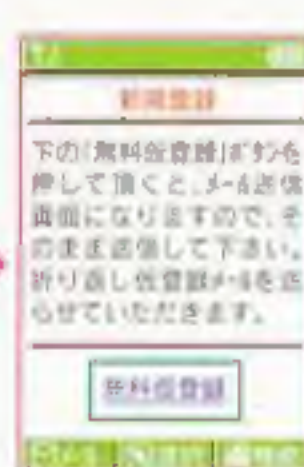 新規登録
下の「無料仮登録」ボタンを
押して頂くと、メール送信
画面になりますので、そ
のまま送信して下さい。
折り返し仮登録メールを送
らせていただきます。
無料仮登録